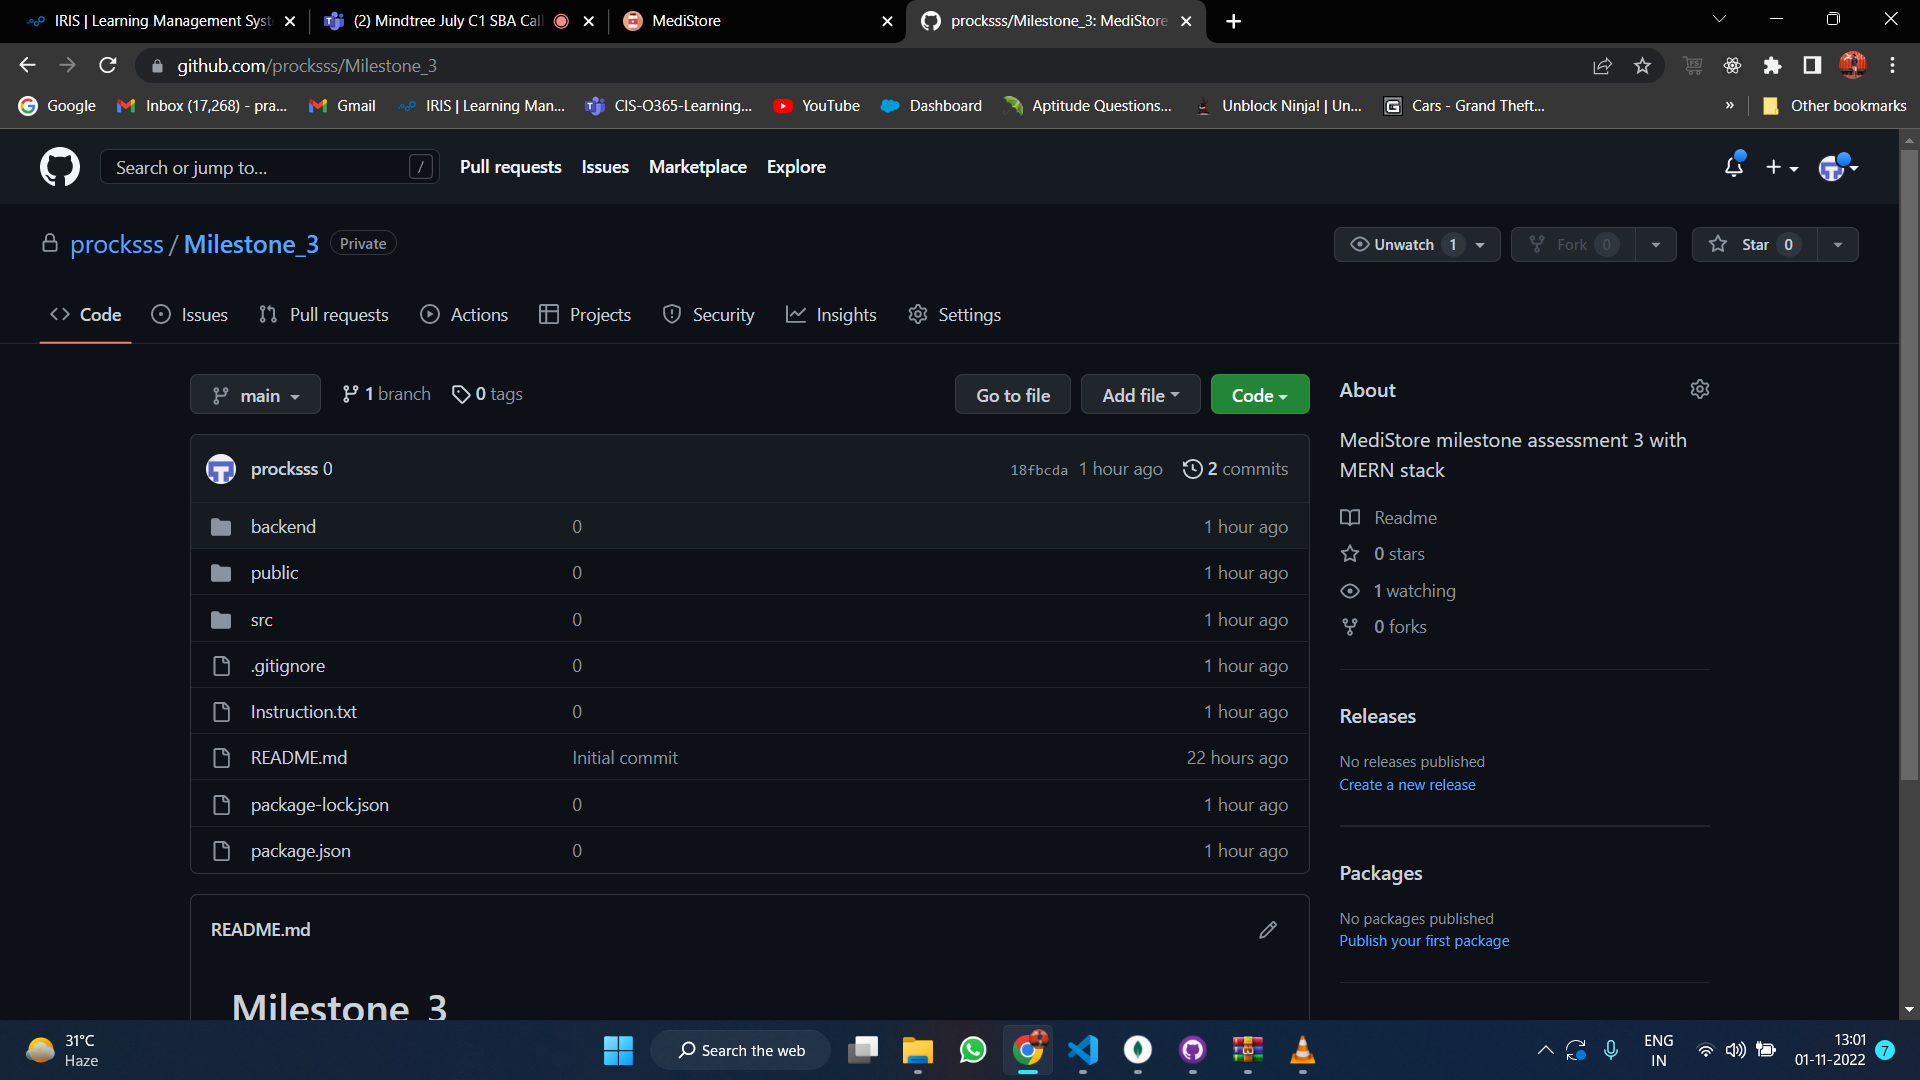 IRIS | Learning Management Syst
(2) Mindtree July C1 SBA Call
MediStore
procksss/Milestone_3: MediStore
github.com/procksss/Milestone_3
Google
Inbox (17,268) - pra...
Gmail
IRIS | Learning Man...
CIS-O365-Learning...
YouTube
Dashboard
Aptitude Questions...
Unblock Ninja! | Un...
Cars - Grand Theft...
»
Other bookmarks
Search or jump to...
/
Pull requests
Issues
Marketplace
Explore
procksss / Milestone_3
Private
Unwatch 1
Fork 0
Star 0
Code
Issues
Pull requests
Actions
Projects
Security
Insights
Settings
main
1 branch
0 tags
Go to file
Add file
Code
procksss 0
18fbcda 1 hour ago
2 commits
backend 0 1 hour ago
public 0 1 hour ago
src 0 1 hour ago
.gitignore 0 1 hour ago
Instruction.txt 0 1 hour ago
README.md Initial commit 22 hours ago
package-lock.json 0 1 hour ago
package.json 0 1 hour ago
README.md
Milestone_3
About
MediStore milestone assessment 3 with
MERN stack
Readme
0 stars
1 watching
0 forks
Releases
No releases published
Create a new release
Packages
No packages published
Publish your first package
31°C
Haze
Search the web
ENG
IN
13:01
01-11-2022
7